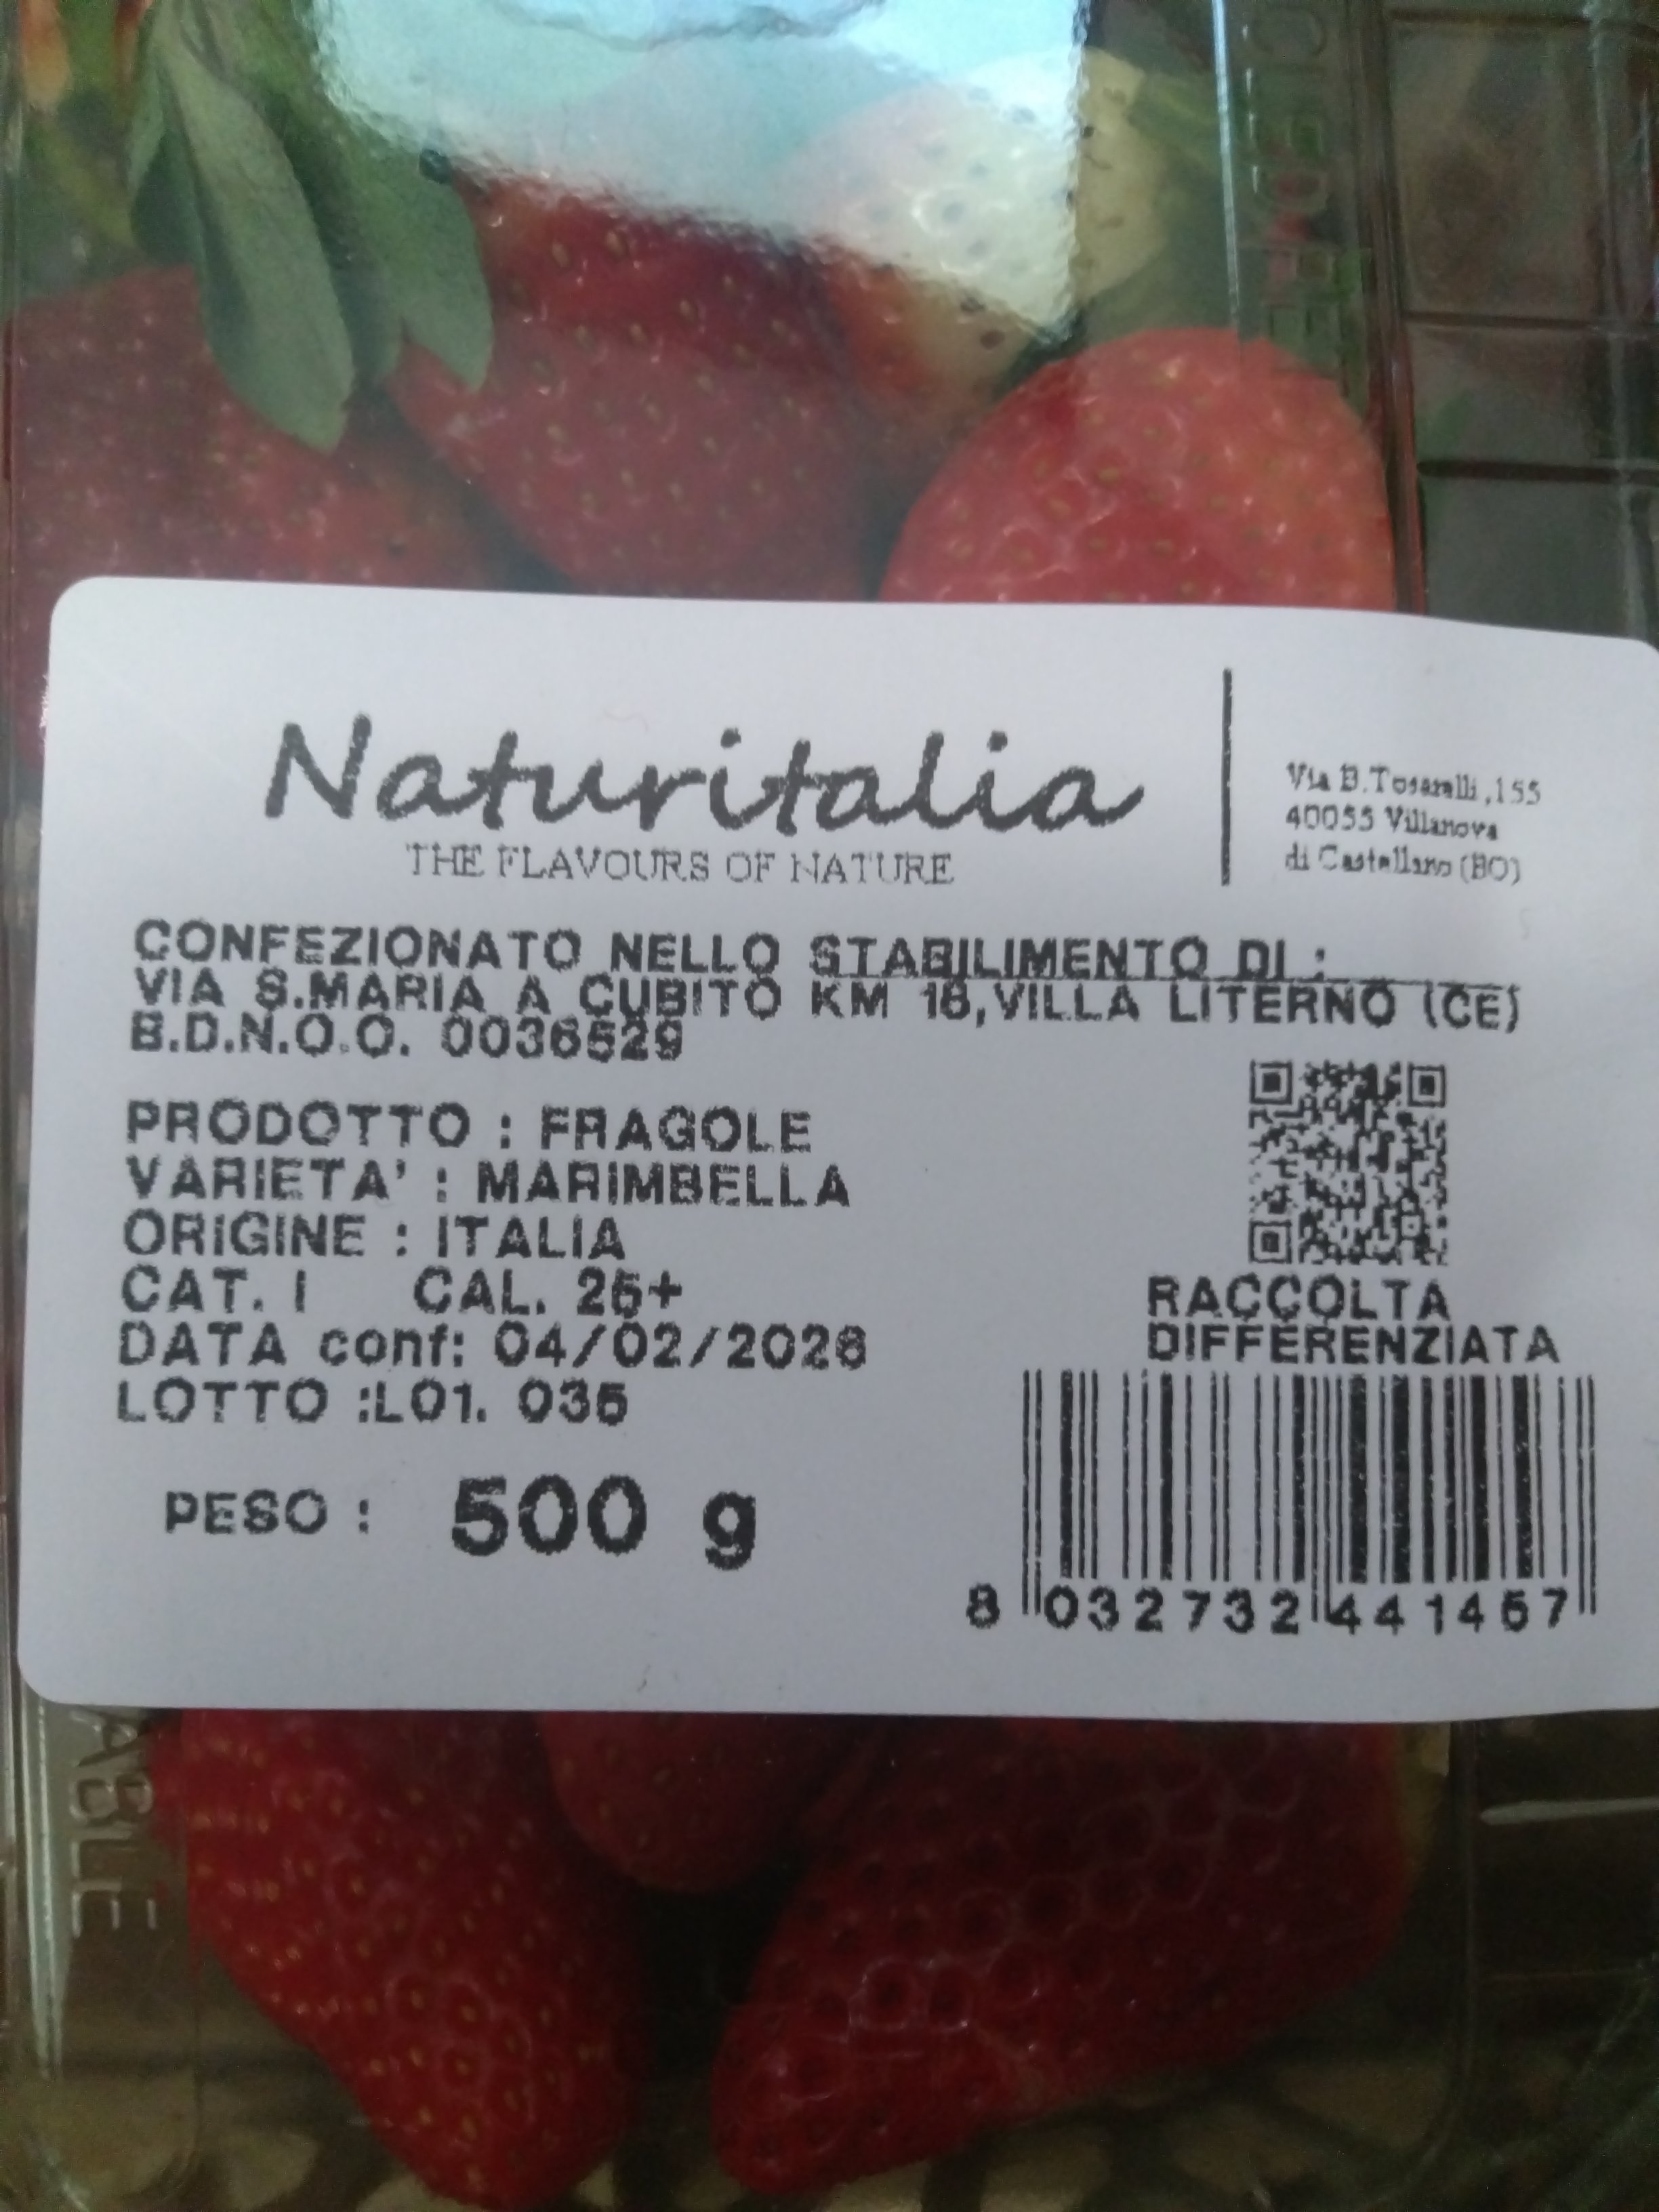 Naturitalia
THE FLAVOURS OF NATURE
Via B.Tosarelli ,155
40055 Villanova
di Castellano (BO)
CONFEZIONATO NELLO STABILIMENTO DI :
VIA S.MARIA A CUBITO KM 18,VILLA LITERNO (CE)
B.D.N.O.O. 0036529
PRODOTTO : FRAGOLE
VARIETA' : MARIMBELLA
ORIGINE : ITALIA
CAT. I CAL. 25+
DATA conf: 04/02/2026
LOTTO :L01. 035
PESO : 500 g
RACCOLTA
DIFFERENZIATA
8 032732 441457